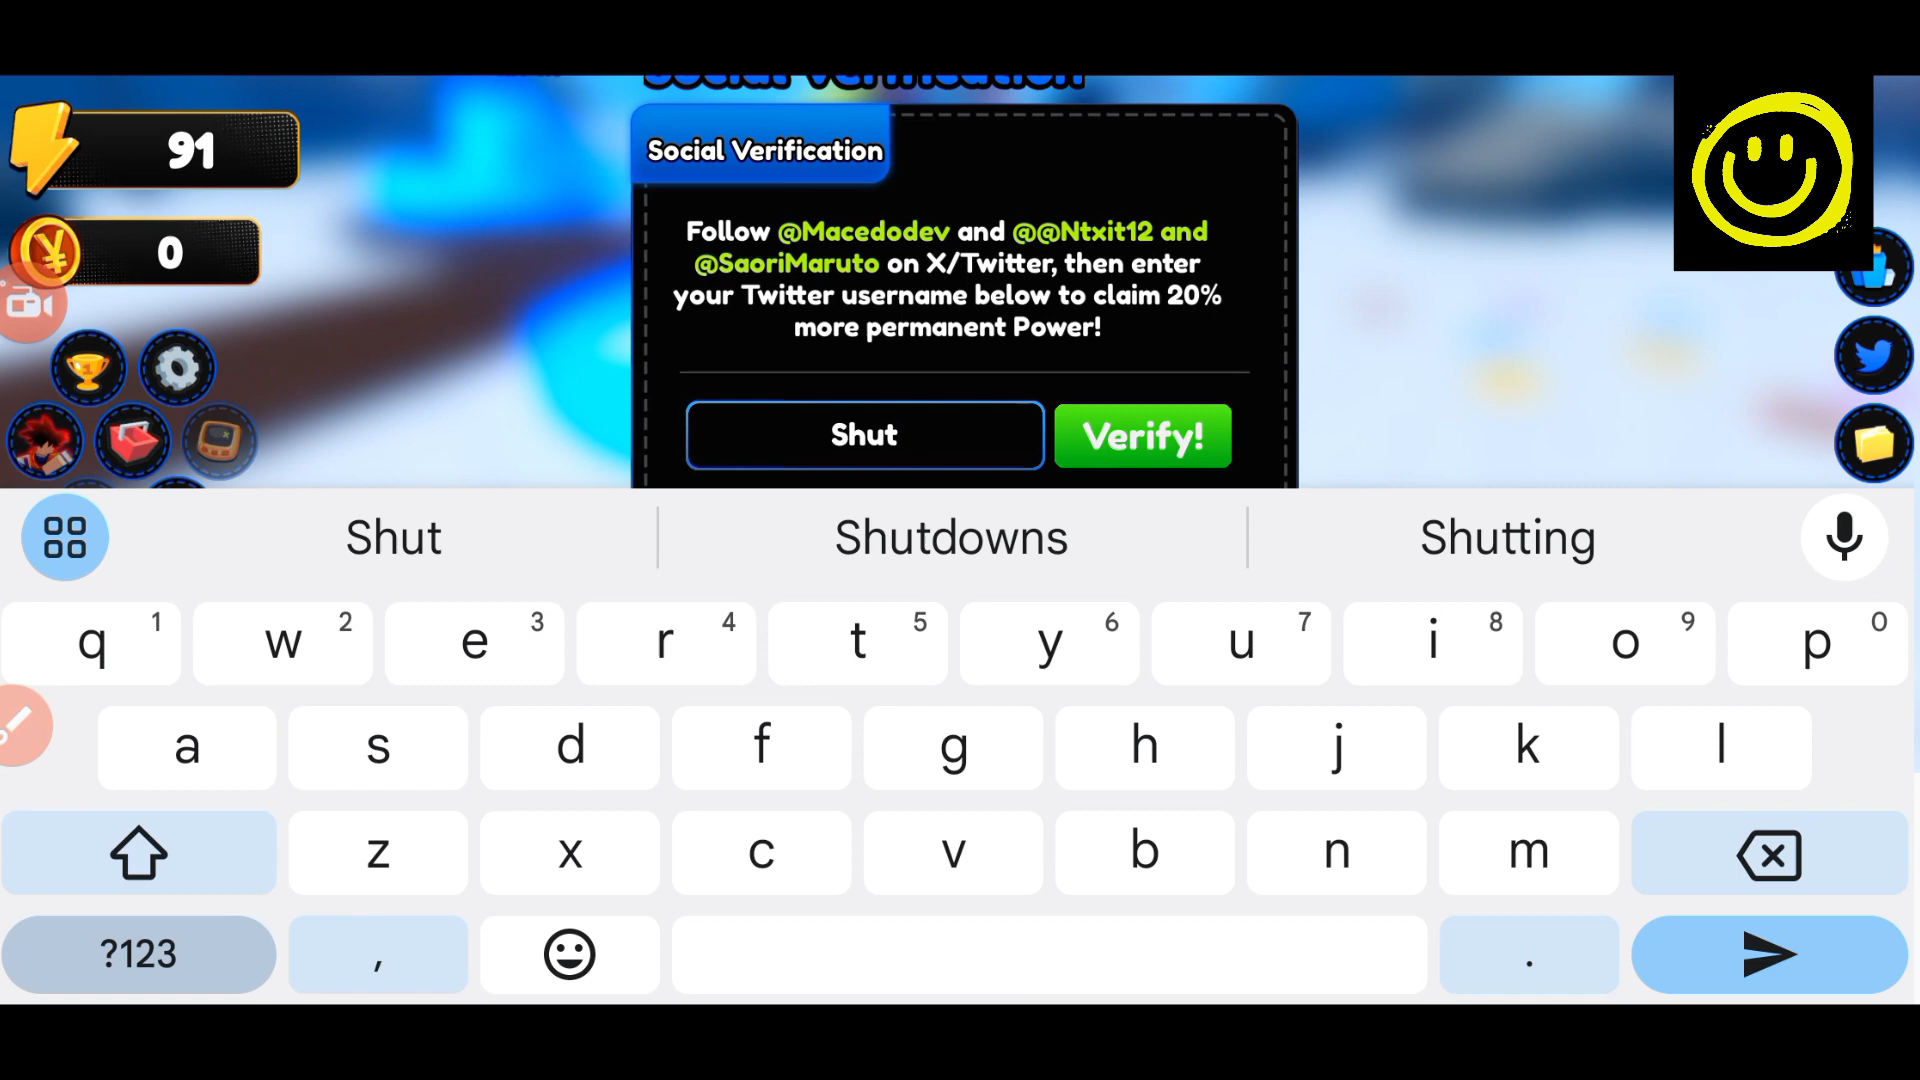 Social Verification
91
Social Verification
Follow @Macedodev and @@Ntxit12 and
@SaoriMaruto on X/Twitter, then enter
your Twitter username below to claim 20%
more permanent Power!
0
Shut
Verify!
Shut
Shutdowns
Shutting
q 1 w 2 e 3 r 4 t 5 y 6 u 7 i 8 o 9 p 0
a s d f g h j k l
z x c v b n m
?123 , .